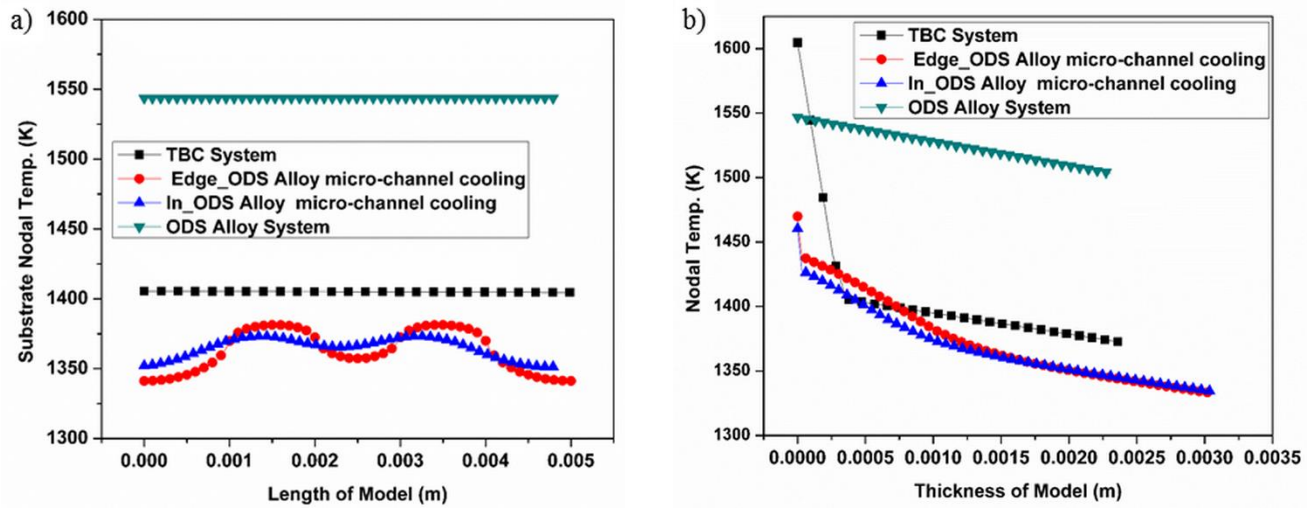 a)
1600
1550
1500
1450
1400
1350
1300
Substrate Nodal Temp. (K)
TBC System
Edge_ODS Alloy micro-channel cooling
In_ODS Alloy micro-channel cooling
ODS Alloy System
0.000 0.001 0.002 0.003 0.004 0.005
Length of Model (m)
b)
1600
1550
1500
1450
1400
1350
1300
Nodal Temp. (K)
TBC System
Edge_ODS Alloy micro-channel cooling
In_ODS Alloy micro-channel cooling
ODS Alloy System
0.0000 0.0005 0.0010 0.0015 0.0020 0.0025 0.0030 0.0035
Thickness of Model (m)